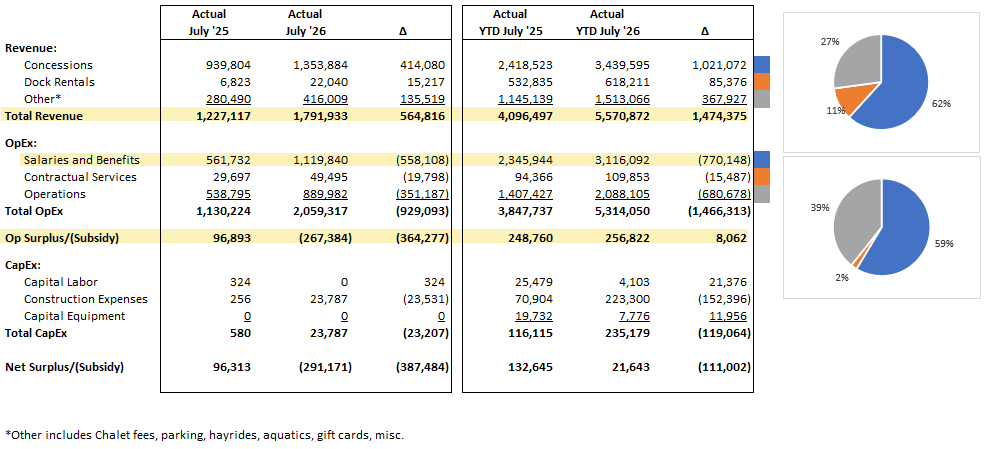 Actual Actual Actual Actual
July '25 July '26 Δ YTD July '25 YTD July '26 Δ
Revenue:
Concessions 939,804 1,353,884 414,080 2,418,523 3,439,595 1,021,072
Dock Rentals 6,823 22,040 15,217 532,835 618,211 85,376
Other* 280,490 416,009 135,519 1,145,139 1,513,066 367,927
Total Revenue 1,227,117 1,791,933 564,816 4,096,497 5,570,872 1,474,375
OpEx:
Salaries and Benefits 561,732 1,119,840 (558,108) 2,345,944 3,116,092 (770,148)
Contractual Services 29,697 49,495 (19,798) 94,366 109,853 (15,487)
Operations 538,795 889,982 (351,187) 1,407,427 2,088,105 (680,678)
Total OpEx 1,130,224 2,059,317 (929,093) 3,847,737 5,314,050 (1,466,313)
Op Surplus/(Subsidy) 96,893 (267,384) (364,277) 248,760 256,822 8,062
CapEx:
Capital Labor 324 0 324 25,479 4,103 21,376
Construction Expenses 256 23,787 (23,531) 70,904 223,300 (152,396)
Capital Equipment 0 0 0 19,732 7,776 11,956
Total CapEx 580 23,787 (23,207) 116,115 235,179 (119,064)
Net Surplus/(Subsidy) 96,313 (291,171) (387,484) 132,645 21,643 (111,002)
*Other includes Chalet fees, parking, hayrides, aquatics, gift cards, misc.
27%
62%
11%
39%
59%
2%